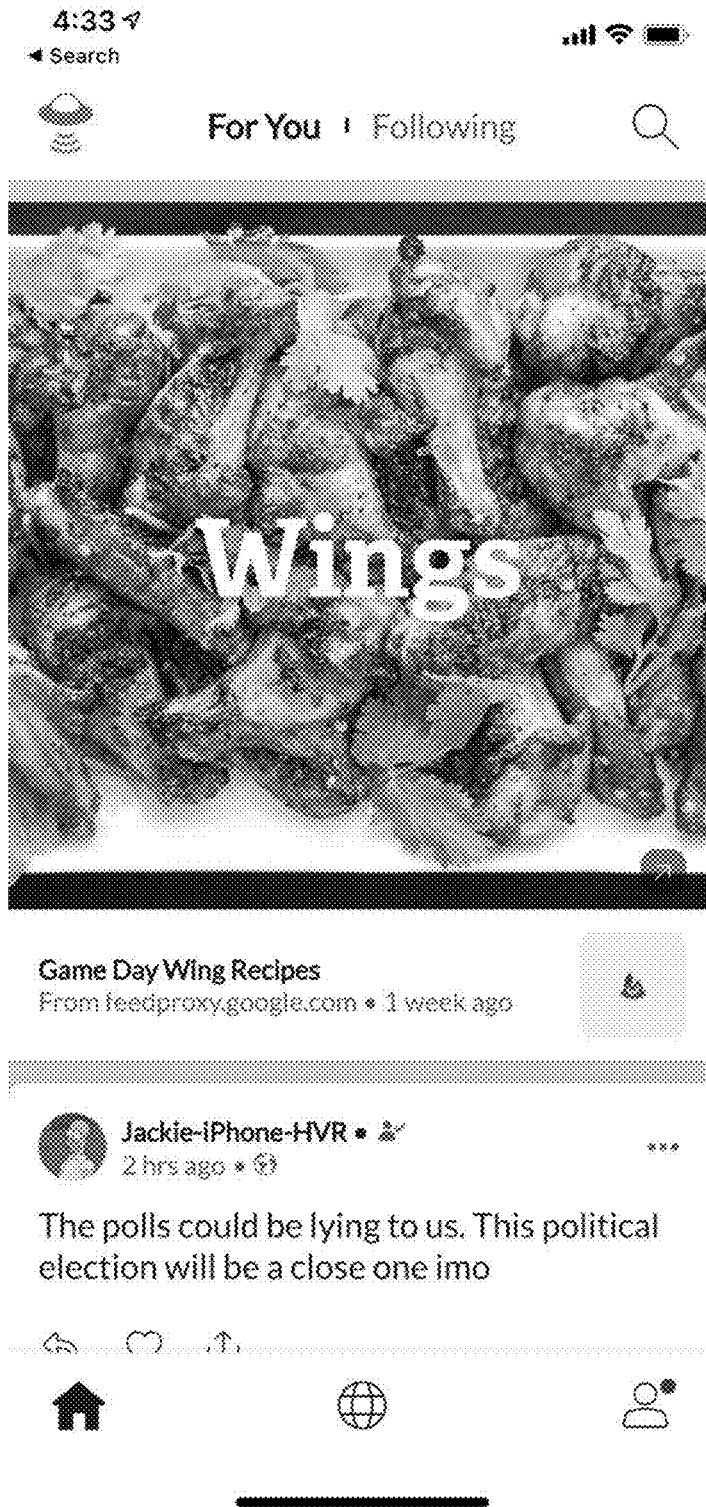 4:33
◀ Search
For You Following
Wings
Game Day Wing Recipes
From feedproxy.google.com • 1 week ago
Jackie-iPhone-HVR •
2 hrs ago •
The polls could be lying to us. This political
election will be a close one imo